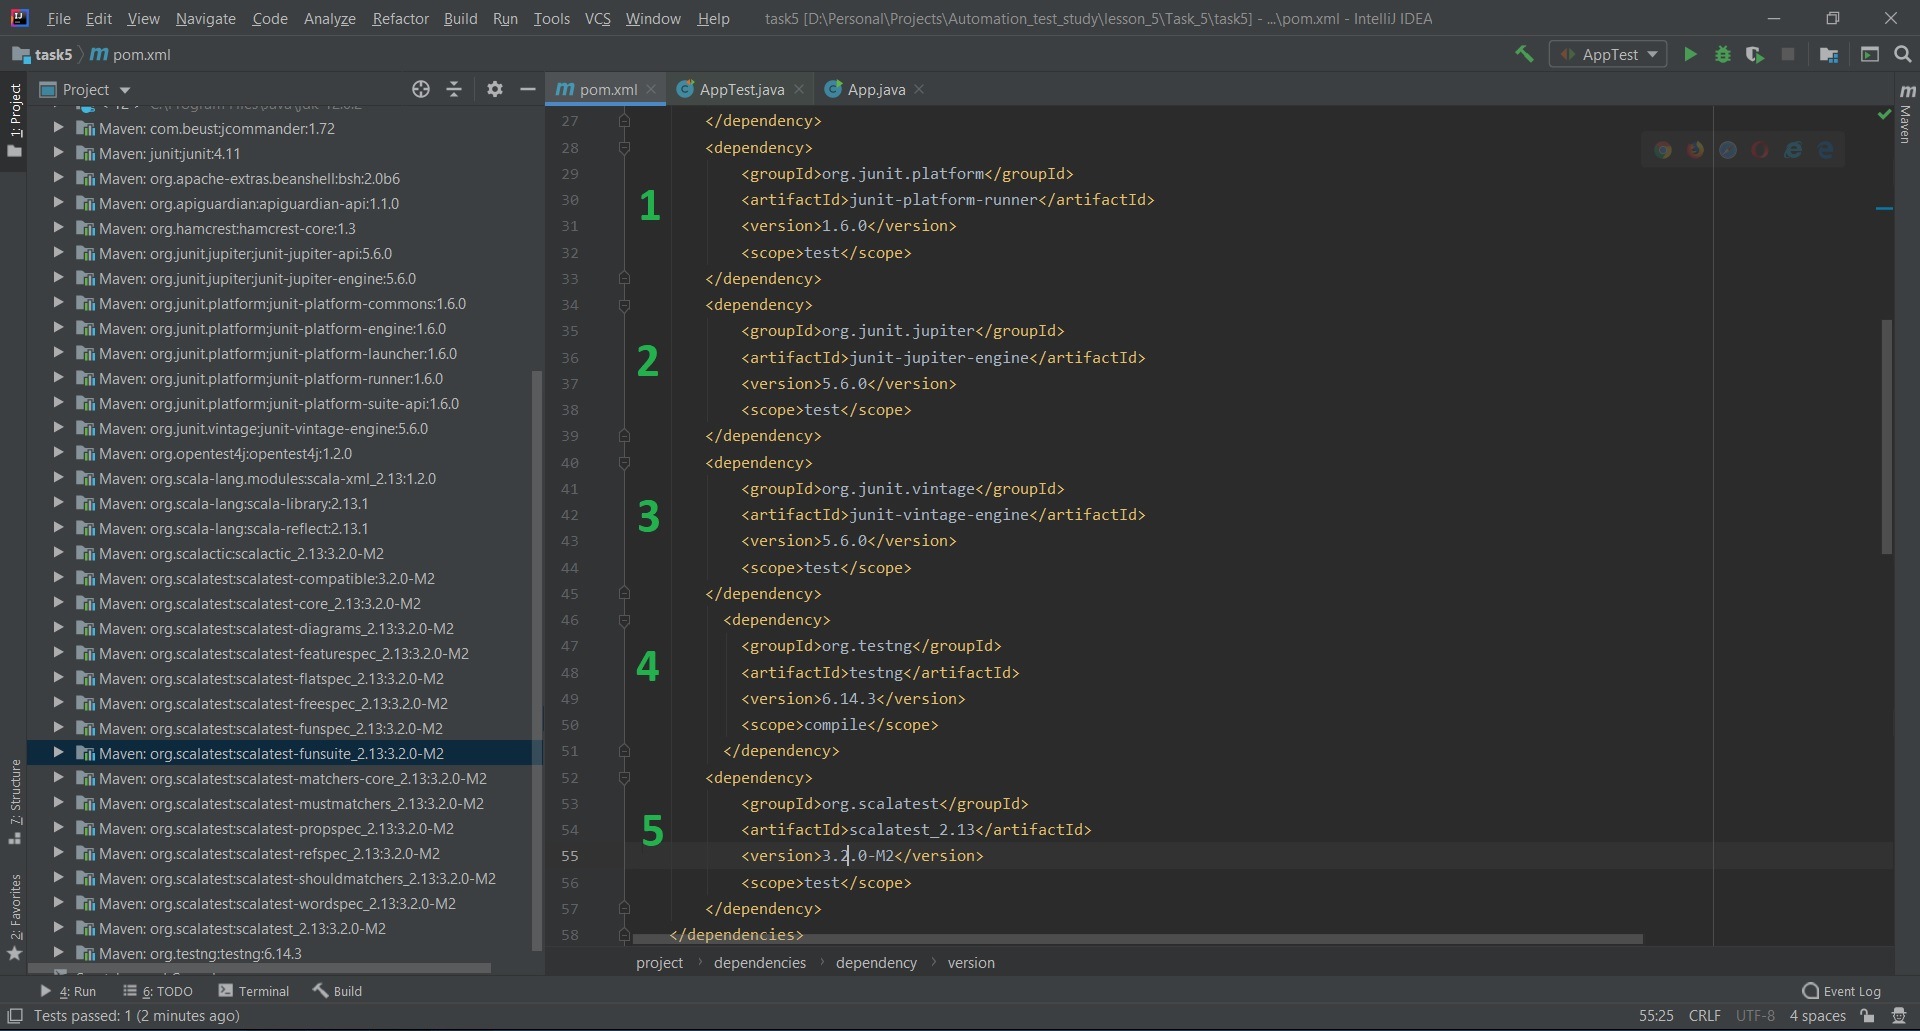 File Edit View Navigate Code Analyze Refactor Build Run Tools VCS Window Help task5 [D:\Personal\Projects\Automation_test_study\lesson_5\Task_5\task5] - ...\pom.xml - IntelliJ IDEA
task5 m pom.xml AppTest
Project
pom.xml AppTest.java App.java
1: Project
7: Structure
2: Favorites
Maven
Maven: com.beust:jcommander:1.72
Maven: junit:junit:4.11
Maven: org.apache-extras.beanshell:bsh:2.0b6
Maven: org.apiguardian:apiguardian-api:1.1.0
Maven: org.hamcrest:hamcrest-core:1.3
Maven: org.junit.jupiter:junit-jupiter-api:5.6.0
Maven: org.junit.jupiter:junit-jupiter-engine:5.6.0
Maven: org.junit.platform:junit-platform-commons:1.6.0
Maven: org.junit.platform:junit-platform-engine:1.6.0
Maven: org.junit.platform:junit-platform-launcher:1.6.0
Maven: org.junit.platform:junit-platform-runner:1.6.0
Maven: org.junit.platform:junit-platform-suite-api:1.6.0
Maven: org.junit.vintage:junit-vintage-engine:5.6.0
Maven: org.opentest4j:opentest4j:1.2.0
Maven: org.scala-lang.modules:scala-xml_2.13:1.2.0
Maven: org.scala-lang:scala-library:2.13.1
Maven: org.scala-lang:scala-reflect:2.13.1
Maven: org.scalactic:scalactic_2.13:3.2.0-M2
Maven: org.scalatest:scalatest-compatible:3.2.0-M2
Maven: org.scalatest:scalatest-core_2.13:3.2.0-M2
Maven: org.scalatest:scalatest-diagrams_2.13:3.2.0-M2
Maven: org.scalatest:scalatest-featurespec_2.13:3.2.0-M2
Maven: org.scalatest:scalatest-flatspec_2.13:3.2.0-M2
Maven: org.scalatest:scalatest-freespec_2.13:3.2.0-M2
Maven: org.scalatest:scalatest-funspec_2.13:3.2.0-M2
Maven: org.scalatest:scalatest-funsuite_2.13:3.2.0-M2
Maven: org.scalatest:scalatest-matchers-core_2.13:3.2.0-M2
Maven: org.scalatest:scalatest-mustmatchers_2.13:3.2.0-M2
Maven: org.scalatest:scalatest-propspec_2.13:3.2.0-M2
Maven: org.scalatest:scalatest-refspec_2.13:3.2.0-M2
Maven: org.scalatest:scalatest-shouldmatchers_2.13:3.2.0-M2
Maven: org.scalatest:scalatest-wordspec_2.13:3.2.0-M2
Maven: org.scalatest:scalatest_2.13:3.2.0-M2
Maven: org.testng:testng:6.14.3
27 </dependency>
28 <dependency>
29 <groupId>org.junit.platform</groupId>
30 <artifactId>junit-platform-runner</artifactId>
1
31 <version>1.6.0</version>
32 <scope>test</scope>
33 </dependency>
34 <dependency>
35 <groupId>org.junit.jupiter</groupId>
36 <artifactId>junit-jupiter-engine</artifactId>
2
37 <version>5.6.0</version>
38 <scope>test</scope>
39 </dependency>
40 <dependency>
41 <groupId>org.junit.vintage</groupId>
42 <artifactId>junit-vintage-engine</artifactId>
3
43 <version>5.6.0</version>
44 <scope>test</scope>
45 </dependency>
46 <dependency>
47 <groupId>org.testng</groupId>
48 <artifactId>testng</artifactId>
4
49 <version>6.14.3</version>
50 <scope>compile</scope>
51 </dependency>
52 <dependency>
53 <groupId>org.scalatest</groupId>
54 <artifactId>scalatest_2.13</artifactId>
5
55 <version>3.2.0-M2</version>
56 <scope>test</scope>
57 </dependency>
58 </dependencies>
project dependencies dependency version
4: Run 6: TODO Terminal Build Event Log
Tests passed: 1 (2 minutes ago) 55:25 CRLF UTF-8 4 spaces